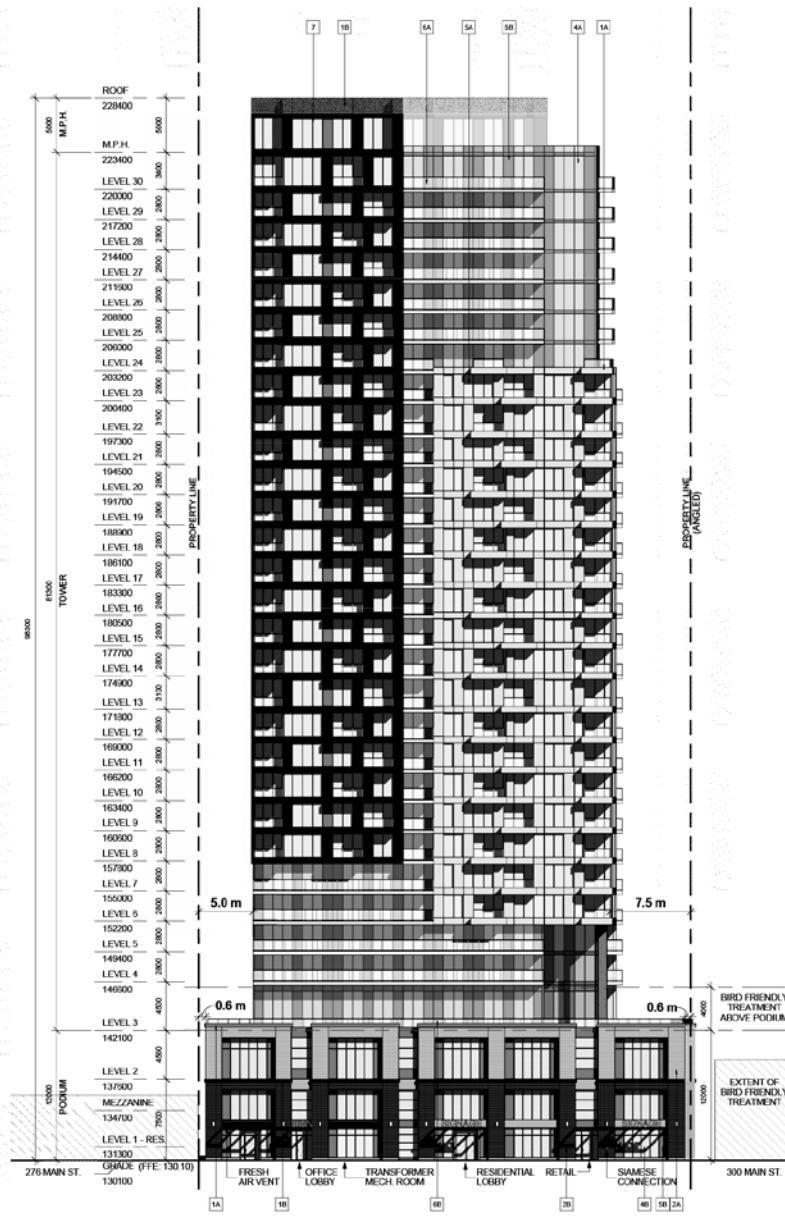 7 1B 6A 5A 5B 4A 1A
ROOF
228400
5000
M.P.H.
5000
M.P.H.
223400
3400
LEVEL 30
220000
2800
LEVEL 29
217200
2800
LEVEL 28
214400
2800
LEVEL 27
211600
2800
LEVEL 26
208800
2800
LEVEL 25
206000
2800
LEVEL 24
203200
2800
LEVEL 23
200400
3100
LEVEL 22
197300
2800
LEVEL 21
194500
2800
LEVEL 20
191700
2800
LEVEL 19
188900
2800
LEVEL 18
186100
2800
LEVEL 17
183300
2800
LEVEL 16
180500
2800
LEVEL 15
177700
2800
LEVEL 14
174900
3100
LEVEL 13
171800
2800
LEVEL 12
169000
2800
LEVEL 11
166200
2800
LEVEL 10
163400
2800
LEVEL 9
160600
2800
LEVEL 8
157800
2800
LEVEL 7
155000
2800
LEVEL 6
152200
2800
LEVEL 5
149400
2800
LEVEL 4
146600
4500
LEVEL 3
142100
4500
LEVEL 2
137600
MEZZANINE
134700
7500
LEVEL 1 - RES.
131300
GRADE (FFE: 130.10)
130100
98300
81300
TOWER
12000
PODIUM
PROPERTY LINE
PROPERTY LINE
(ANGLED)
5.0 m
7.5 m
0.6 m
0.6 m
4000
BIRD FRIENDLY
TREATMENT
ABOVE PODIUM
12000
EXTENT OF
BIRD FRIENDLY
TREATMENT
SIGNAGE
SIGNAGE
276 MAIN ST.
FRESH
AIR VENT
OFFICE
LOBBY
TRANSFORMER
MECH. ROOM
RESIDENTIAL
LOBBY
RETAIL
SIAMESE
CONNECTION
300 MAIN ST.
1A 1B 6B 2B 4B 5B 2A